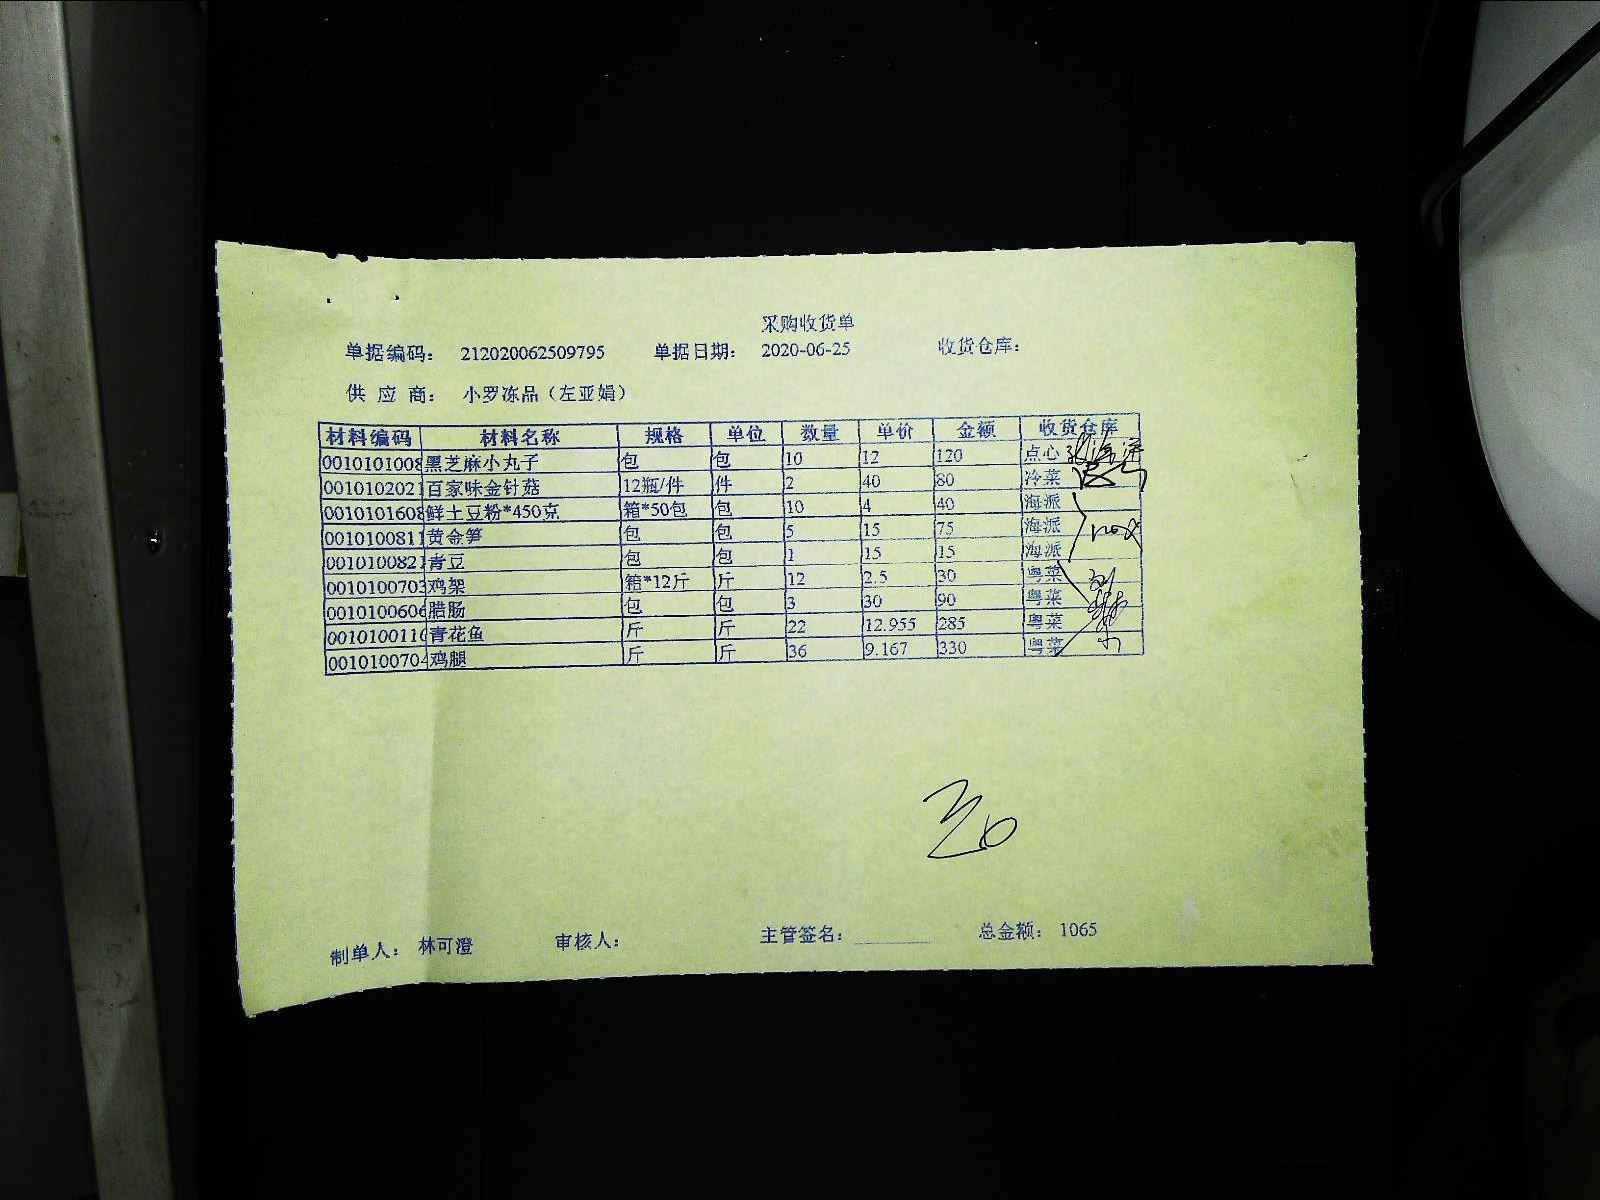 采购收货单
单据编码： 212020062509795 单据日期： 2020-06-25 收货仓库：
供 应 商： 小罗冻品（左亚娟）
材料编码 材料名称 规格 单位 数量 单价 金额 收货仓库
0010101008 黑芝麻小丸子 包 包 10 12 120 点心
0010102021 百家味金针菇 12瓶/件 件 2 40 80 冷菜
0010101608 鲜土豆粉*450克 箱*50包 包 10 4 40 海派
0010100811 黄金笋 包 包 5 15 75 海派
0010100821 青豆 包 包 1 15 15 海派
0010100703 鸡架 箱*12斤 斤 12 2.5 30 粤菜
0010100606 腊肠 包 包 3 30 90 粤菜
0010100110 青花鱼 斤 斤 22 12.955 285 粤菜
0010100704 鸡腿 斤 斤 36 9.167 330 粤菜
制单人： 林可澄 审核人： 主管签名： 总金额： 1065